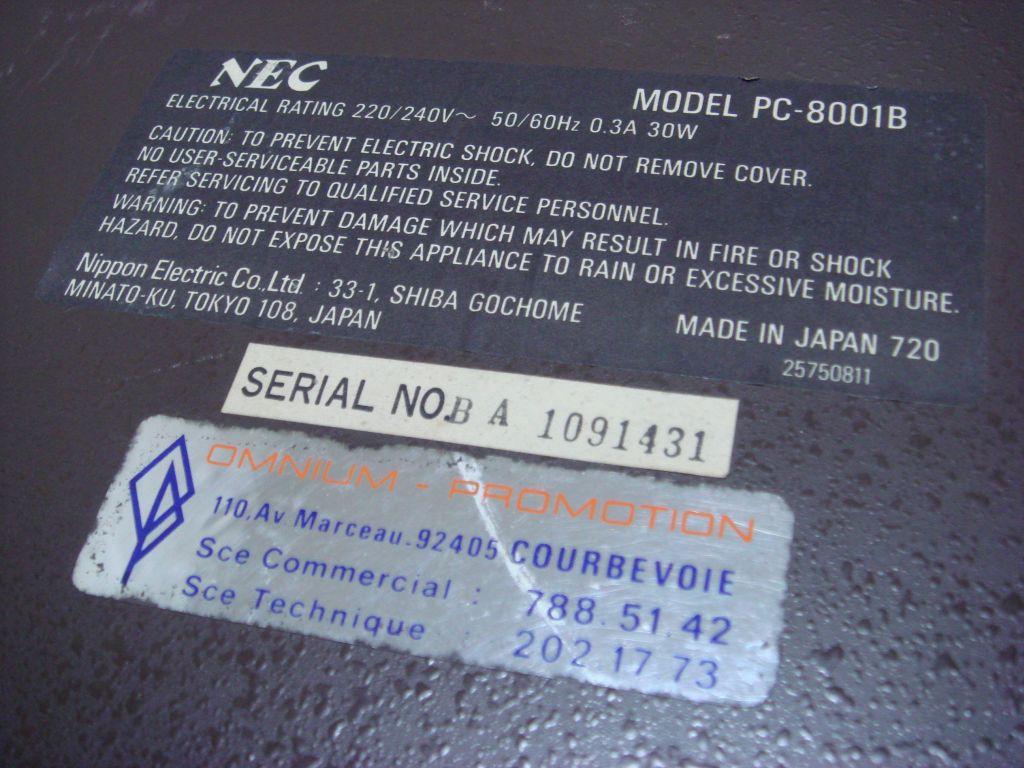 NEC
MODEL PC-8001B
ELECTRICAL RATING 220/240V~ 50/60Hz 0.3A 30W
CAUTION: TO PREVENT ELECTRIC SHOCK, DO NOT REMOVE COVER.
NO USER-SERVICEABLE PARTS INSIDE.
REFER SERVICING TO QUALIFIED SERVICE PERSONNEL.
WARNING: TO PREVENT DAMAGE WHICH MAY RESULT IN FIRE OR SHOCK
HAZARD, DO NOT EXPOSE THIS APPLIANCE TO RAIN OR EXCESSIVE MOISTURE.
Nippon Electric Co., Ltd. : 33-1, SHIBA GOCHOME
MINATO-KU, TOKYO 108, JAPAN
MADE IN JAPAN 720
25750811
SERIAL NO. B A 1091431
OMNIUM - PROMOTION
110, Av Marceau. 92405 COURBEVOIE
Sce Commercial : 788.51.42
Sce Technique : 202 17 73